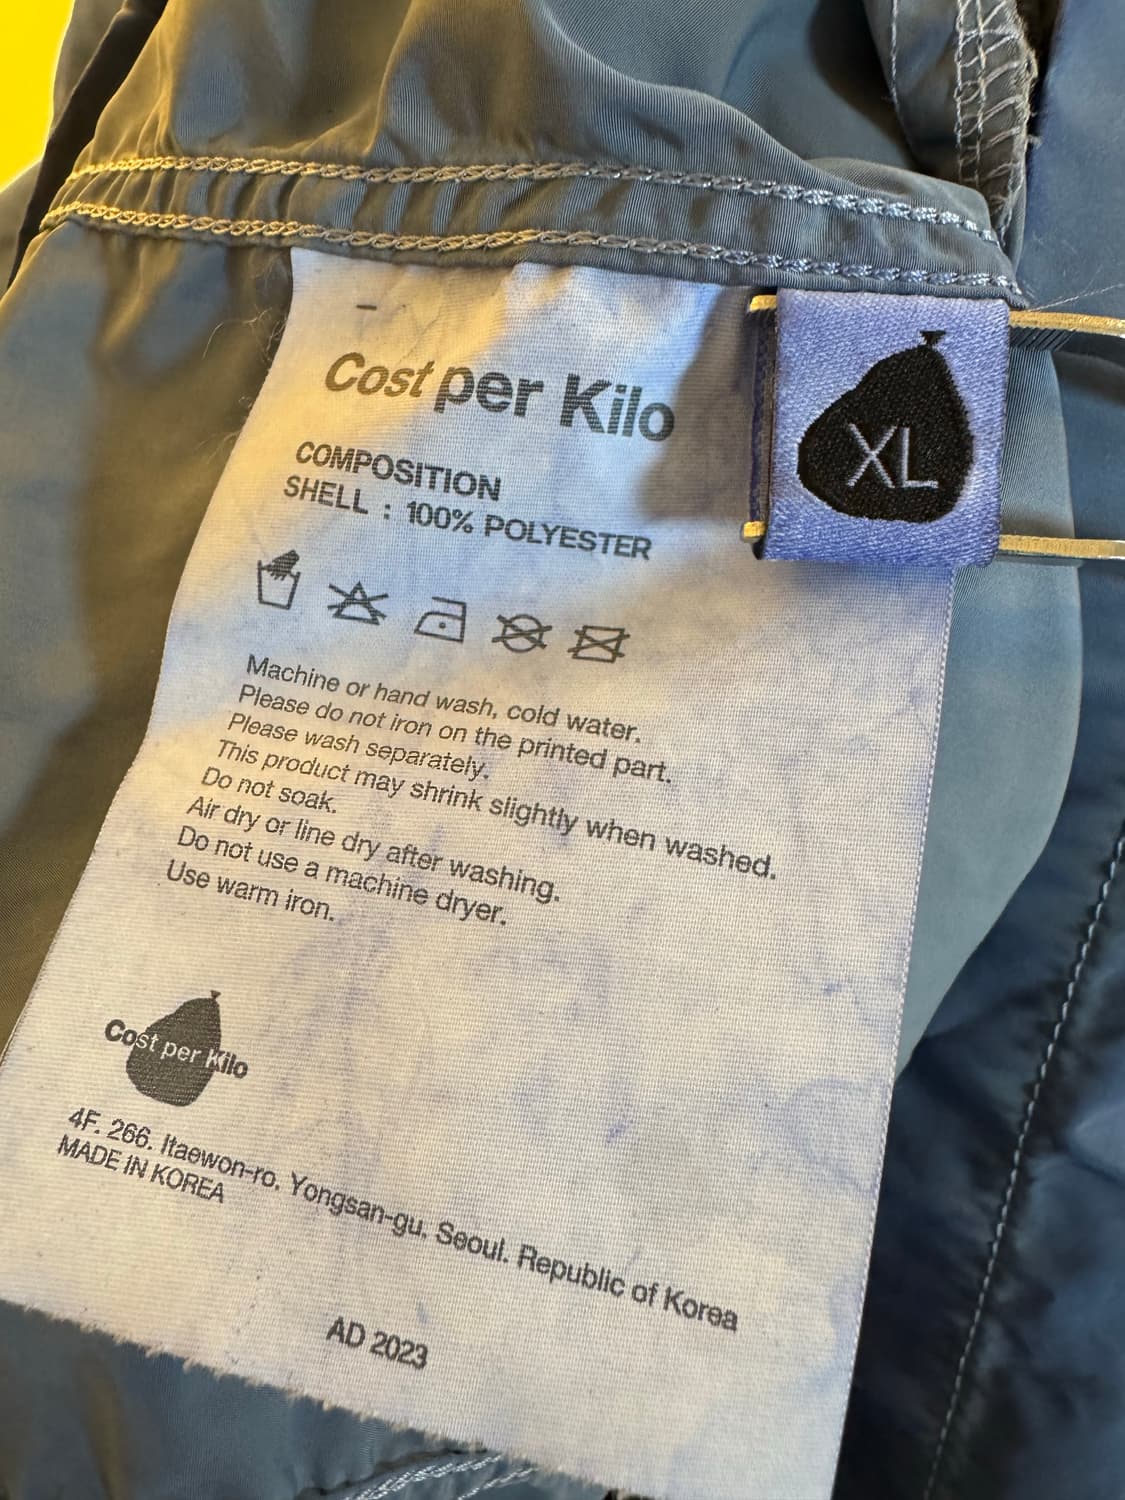 Cost per Kilo
XL
COMPOSITION
SHELL : 100% POLYESTER
Machine or hand wash, cold water.
Please do not iron on the printed part.
Please wash separately.
This product may shrink slightly when washed.
Do not soak.
Air dry or line dry after washing.
Do not use a machine dryer.
Use warm iron.
Cost per Kilo
4F. 266. Itaewon-ro. Yongsan-gu. Seoul. Republic of Korea
MADE IN KOREA
AD 2023